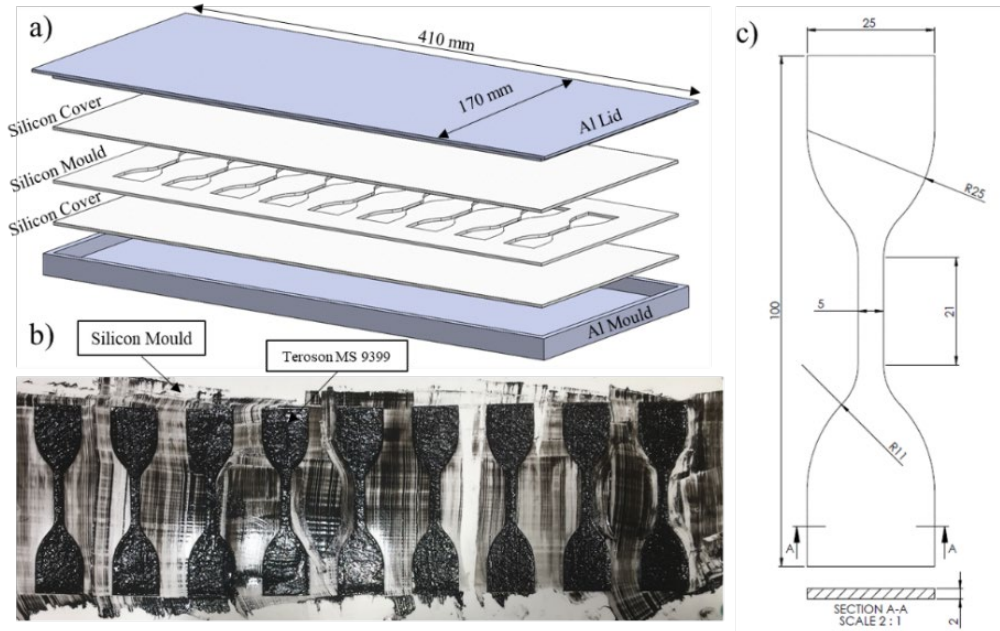 a)
410 mm
170 mm
Al Lid
Silicon Cover
Silicon Mould
Silicon Cover
Al Mould
b)
Silicon Mould
Teroson MS 9399
c)
25
R25
100
5
21
R11
A
A
SECTION A-A
SCALE 2 : 1
2